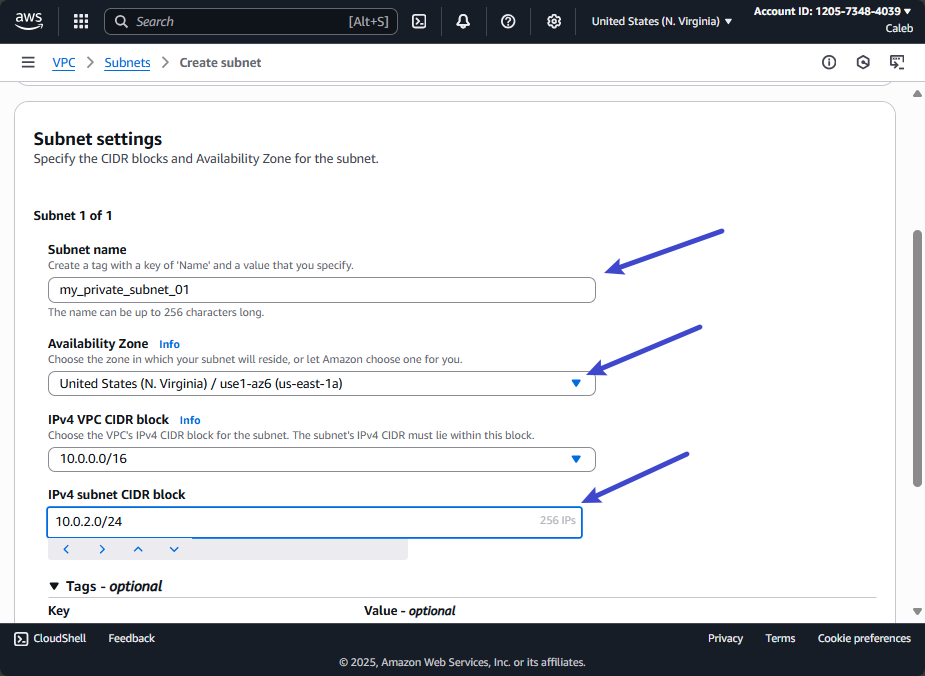 aws
Search [Alt+S]
United States (N. Virginia)
Account ID: 1205-7348-4039
Caleb
VPC > Subnets > Create subnet
Subnet settings
Specify the CIDR blocks and Availability Zone for the subnet.
Subnet 1 of 1
Subnet name
Create a tag with a key of 'Name' and a value that you specify.
my_private_subnet_01
The name can be up to 256 characters long.
Availability Zone Info
Choose the zone in which your subnet will reside, or let Amazon choose one for you.
United States (N. Virginia) / use1-az6 (us-east-1a)
IPv4 VPC CIDR block Info
Choose the VPC's IPv4 CIDR block for the subnet. The subnet's IPv4 CIDR must lie within this block.
10.0.0.0/16
IPv4 subnet CIDR block
10.0.2.0/24 256 IPs
Tags - optional
Key Value - optional
CloudShell Feedback Privacy Terms Cookie preferences
© 2025, Amazon Web Services, Inc. or its affiliates.